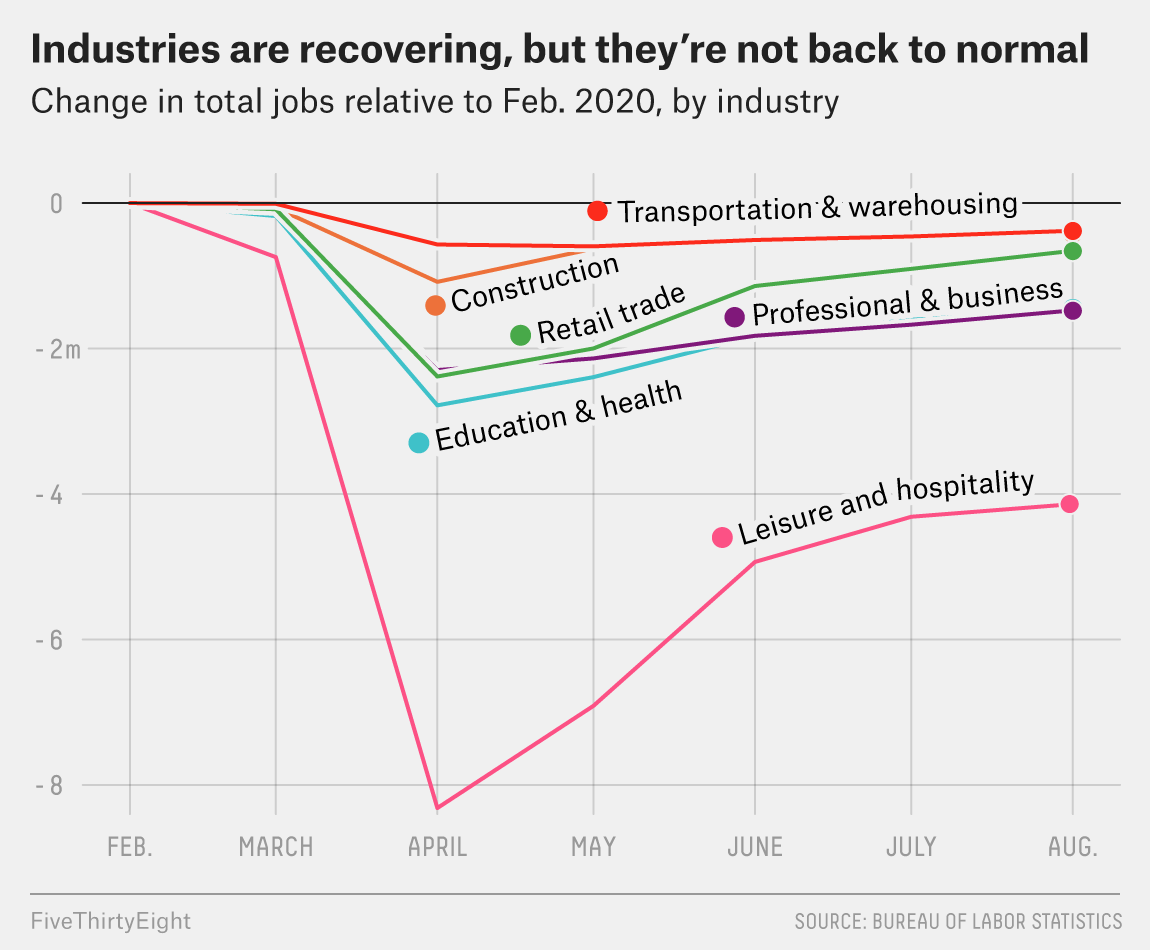 Industries are recovering, but they’re not back to normal
Change in total jobs relative to Feb. 2020, by industry
0
Transportation & warehousing
Construction
Retail trade
Professional & business
-2m
Education & health
-4
Leisure and hospitality
-6
-8
FEB. MARCH APRIL MAY JUNE JULY AUG.
FiveThirtyEight SOURCE: BUREAU OF LABOR STATISTICS